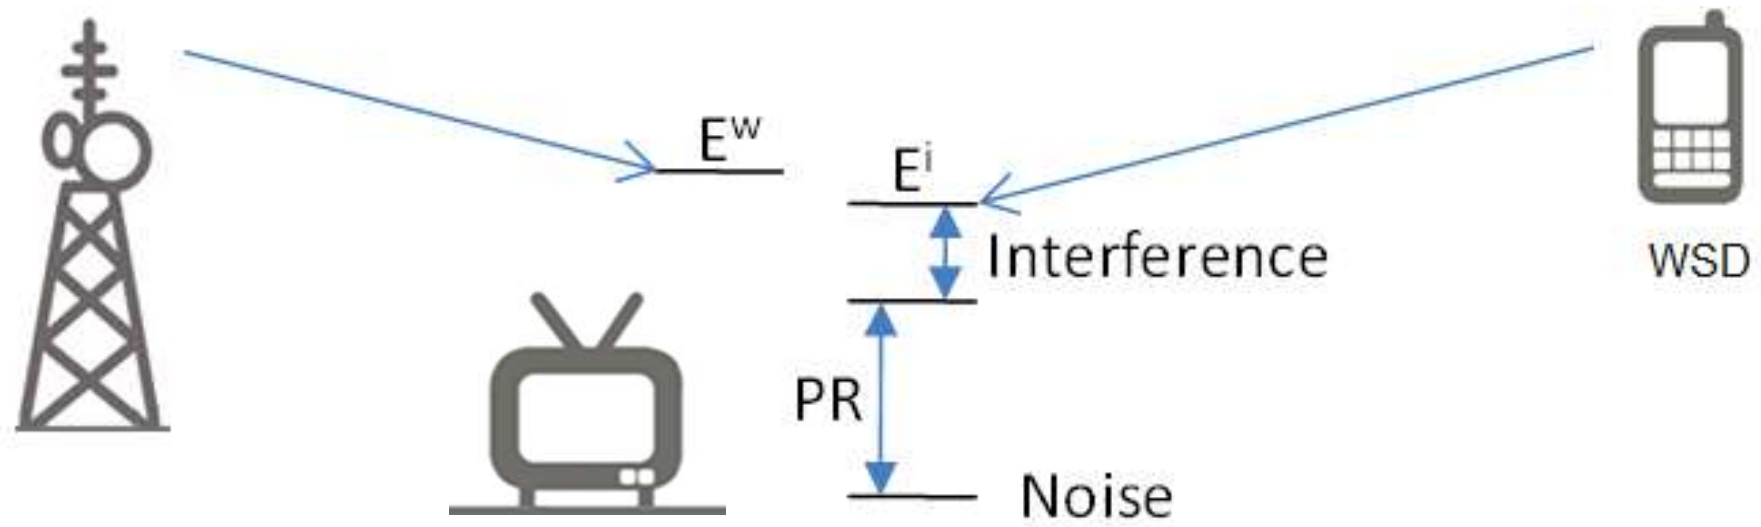 E^w
E^i
Interference
WSD
PR
Noise